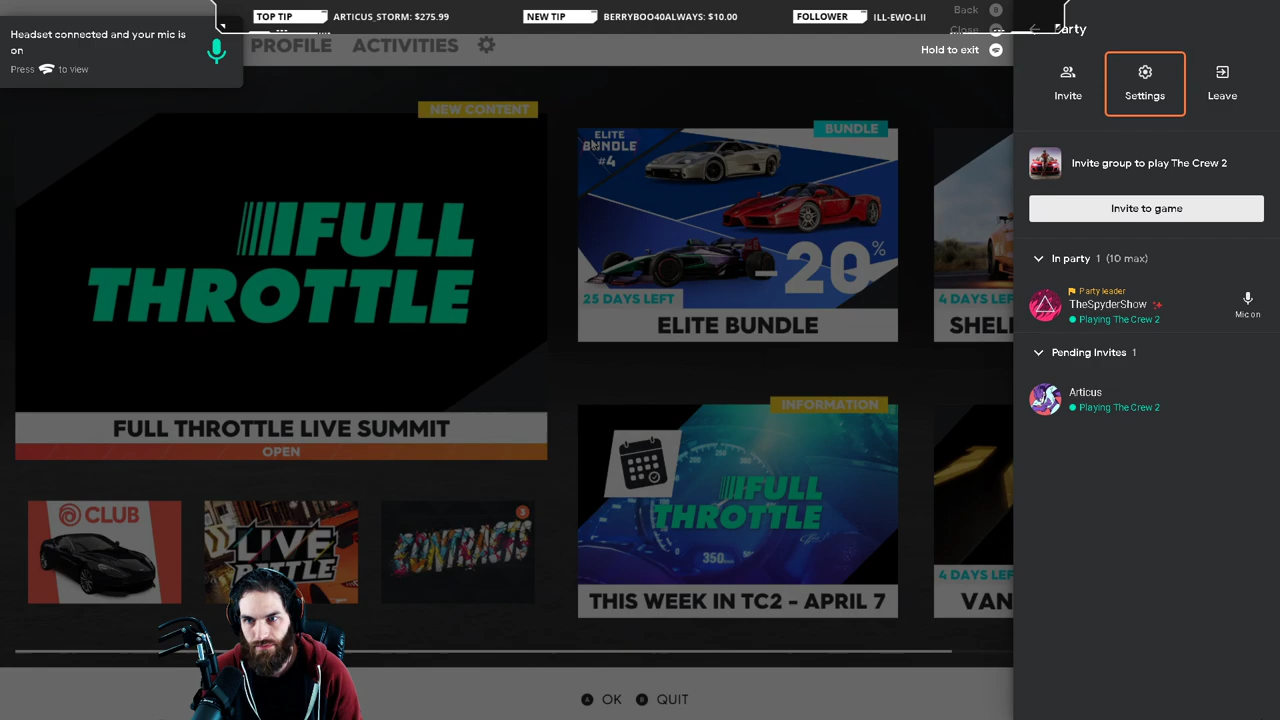 TOP TIP
ARTICUS_STORM: $275.99
NEW TIP
BERRYBOO40ALWAYS: $10.00
FOLLOWER
ILL-EWO-LII
Back B
Close
Hold to exit
Headset connected and your mic is
on
Press to view
PROFILE
ACTIVITIES
Party
Invite
Settings
Leave
Invite group to play The Crew 2
Invite to game
In party 1 (10 max)
Party leader
TheSpyderShow
Playing The Crew 2
Mic on
Pending Invites 1
Articus
Playing The Crew 2
NEW CONTENT
FULL
THROTTLE
FULL THROTTLE LIVE SUMMIT
OPEN
BUNDLE
ELITE
BUNDLE
#4
-20%
25 DAYS LEFT
ELITE BUNDLE
4 DAYS LEF
SHEL
INFORMATION
FULL
THROTTLE
350
THIS WEEK IN TC2 - APRIL 7
4 DAYS LEF
VAN
CLUB
LIVE
BATTLE
CONTRACTS
3
A OK
B QUIT